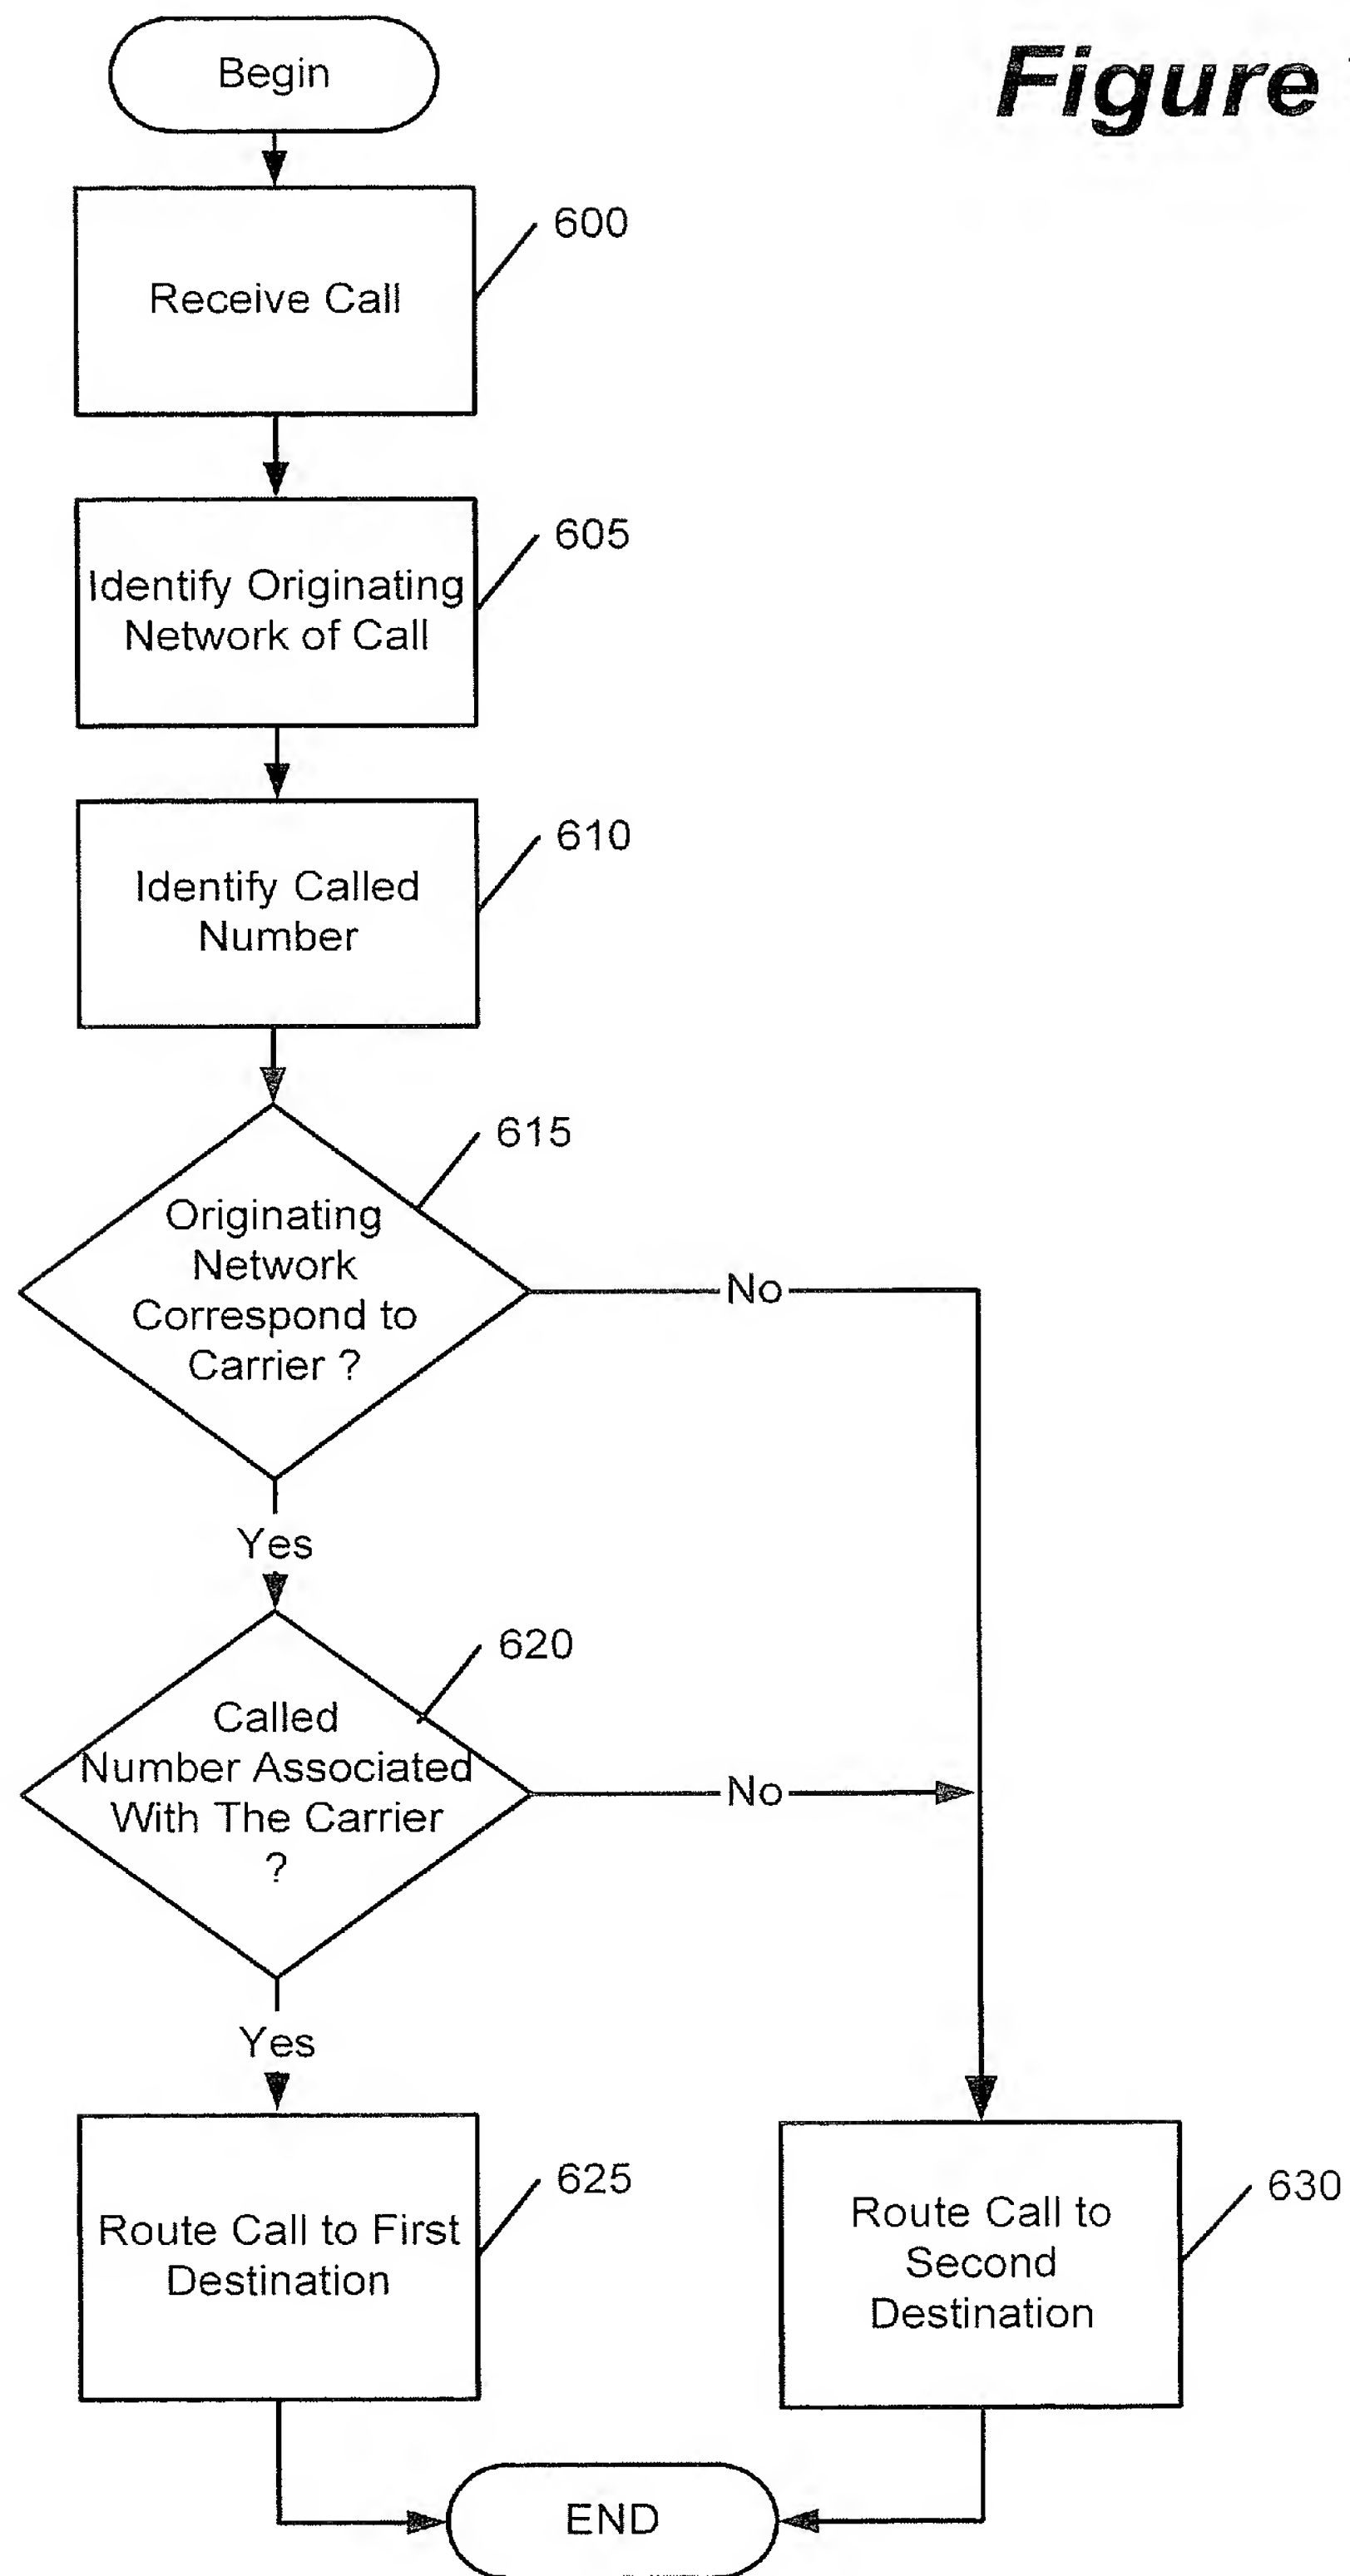 Figure
Begin
600
Receive Call
605
Identify Originating
Network of Call
610
Identify Called
Number
615
Originating
Network
Correspond to
Carrier ?
No
Yes
620
Called
Number Associated
With The Carrier
?
No
Yes
625
Route Call to First
Destination
630
Route Call to
Second
Destination
END